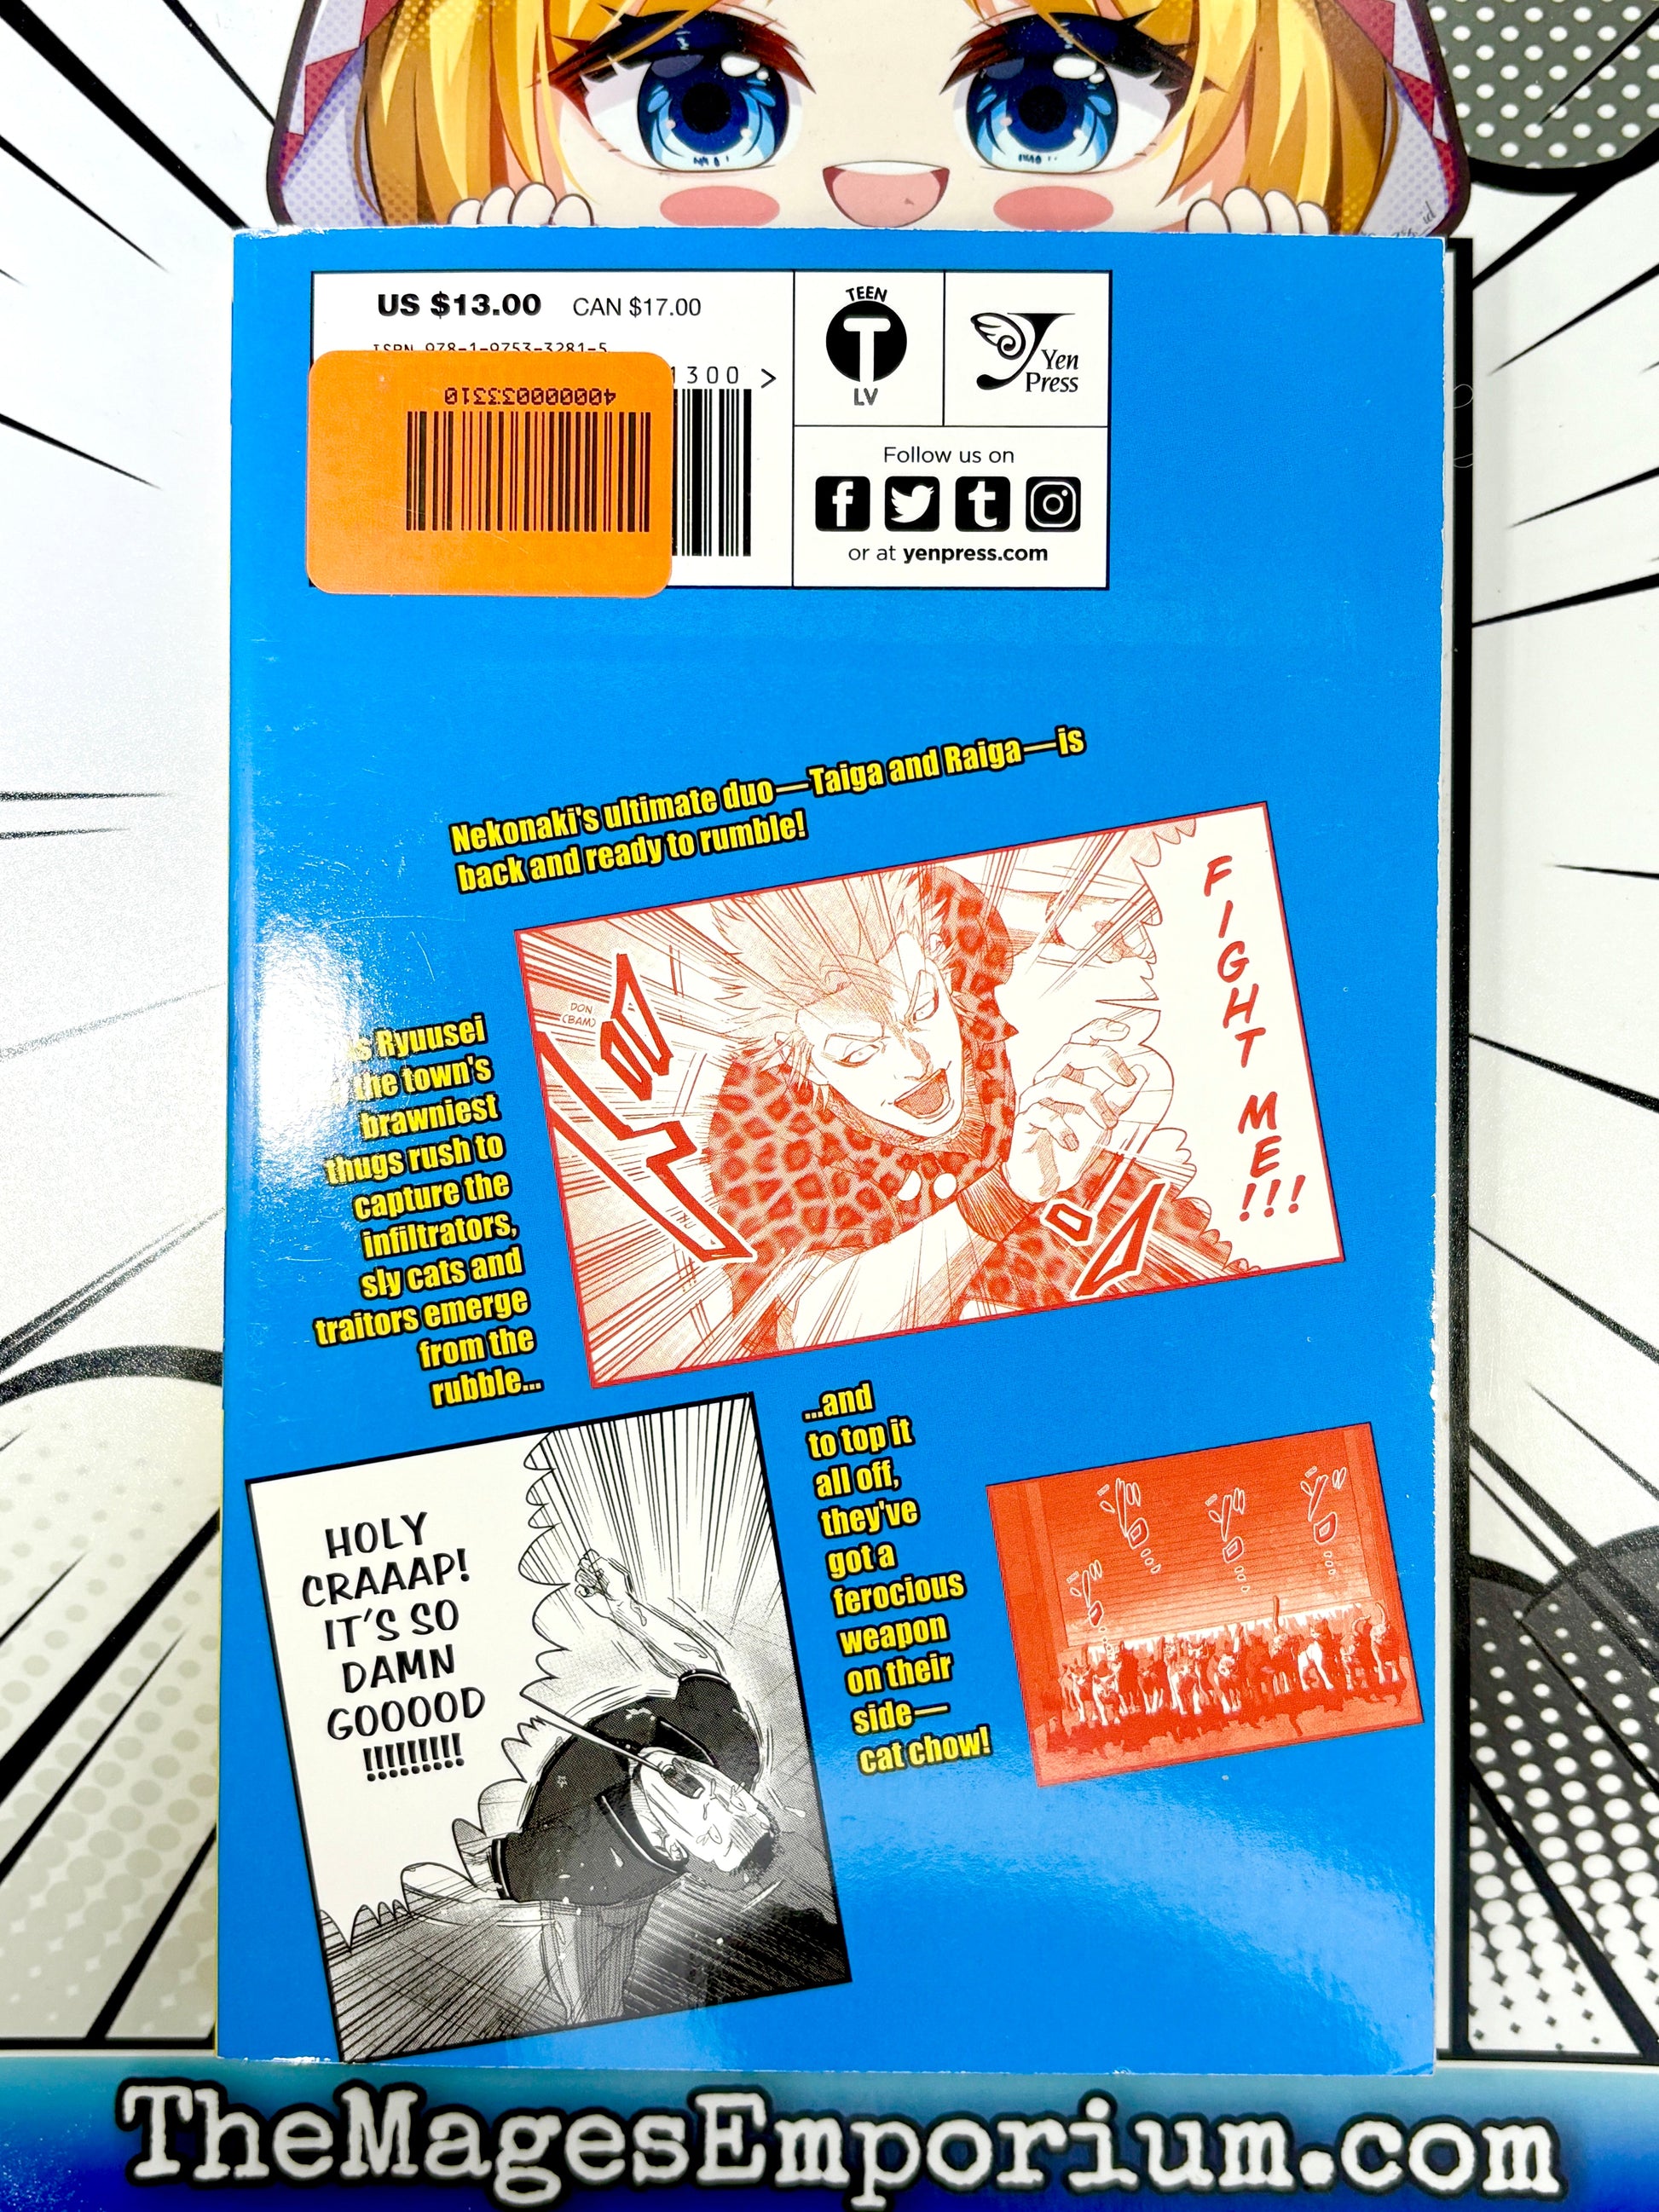 US $13.00 CAN $17.00
ISBN 978-1-9753-3281-5
1300 >
40000033310
TEEN
T
LV
Yen
Press
Follow us on
or at yenpress.com
Nekonaki's ultimate duo—Taiga and Raiga—is
back and ready to rumble!
FIGHT ME!!!
DON
(BAM)
ドン
Ryuusei
the town's
brawniest
thugs rush to
capture the
infiltrators,
sly cats and
traitors emerge
from the
rubble...
HOLY
CRAAAP!
IT'S SO
DAMN
GOOOOD
!!!!!!!!!
...and
to top it
all off,
they've
got a
ferocious
weapon
on their
side—
cat chow!
TheMagesEmporium.com